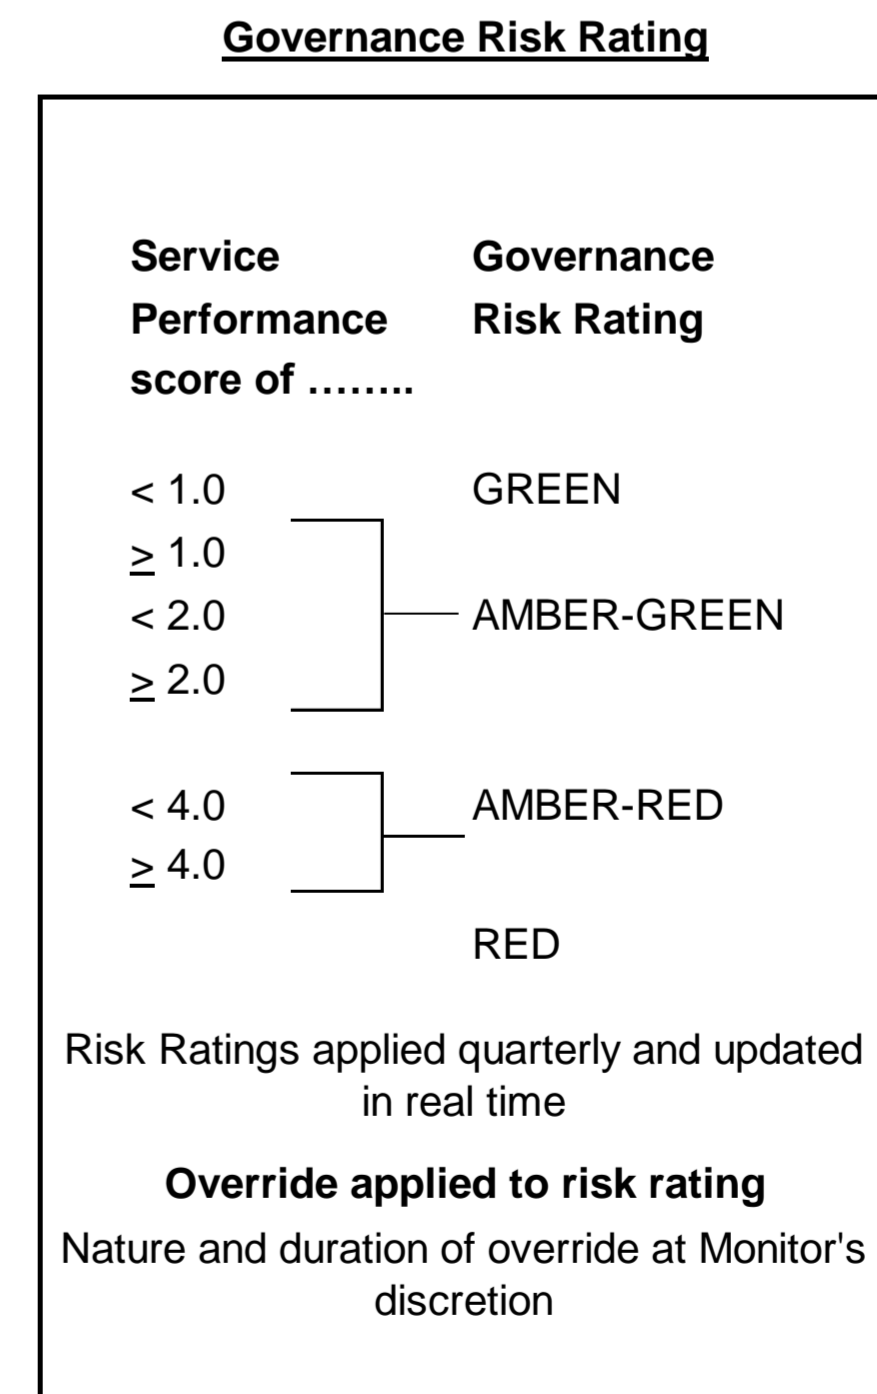 Governance Risk Rating
Service Governance
Performance Risk Rating
score of ……..
< 1.0 GREEN
≥ 1.0
< 2.0 AMBER-GREEN
≥ 2.0
< 4.0 AMBER-RED
≥ 4.0
RED
Risk Ratings applied quarterly and updated
in real time
Override applied to risk rating
Nature and duration of override at Monitor's
discretion